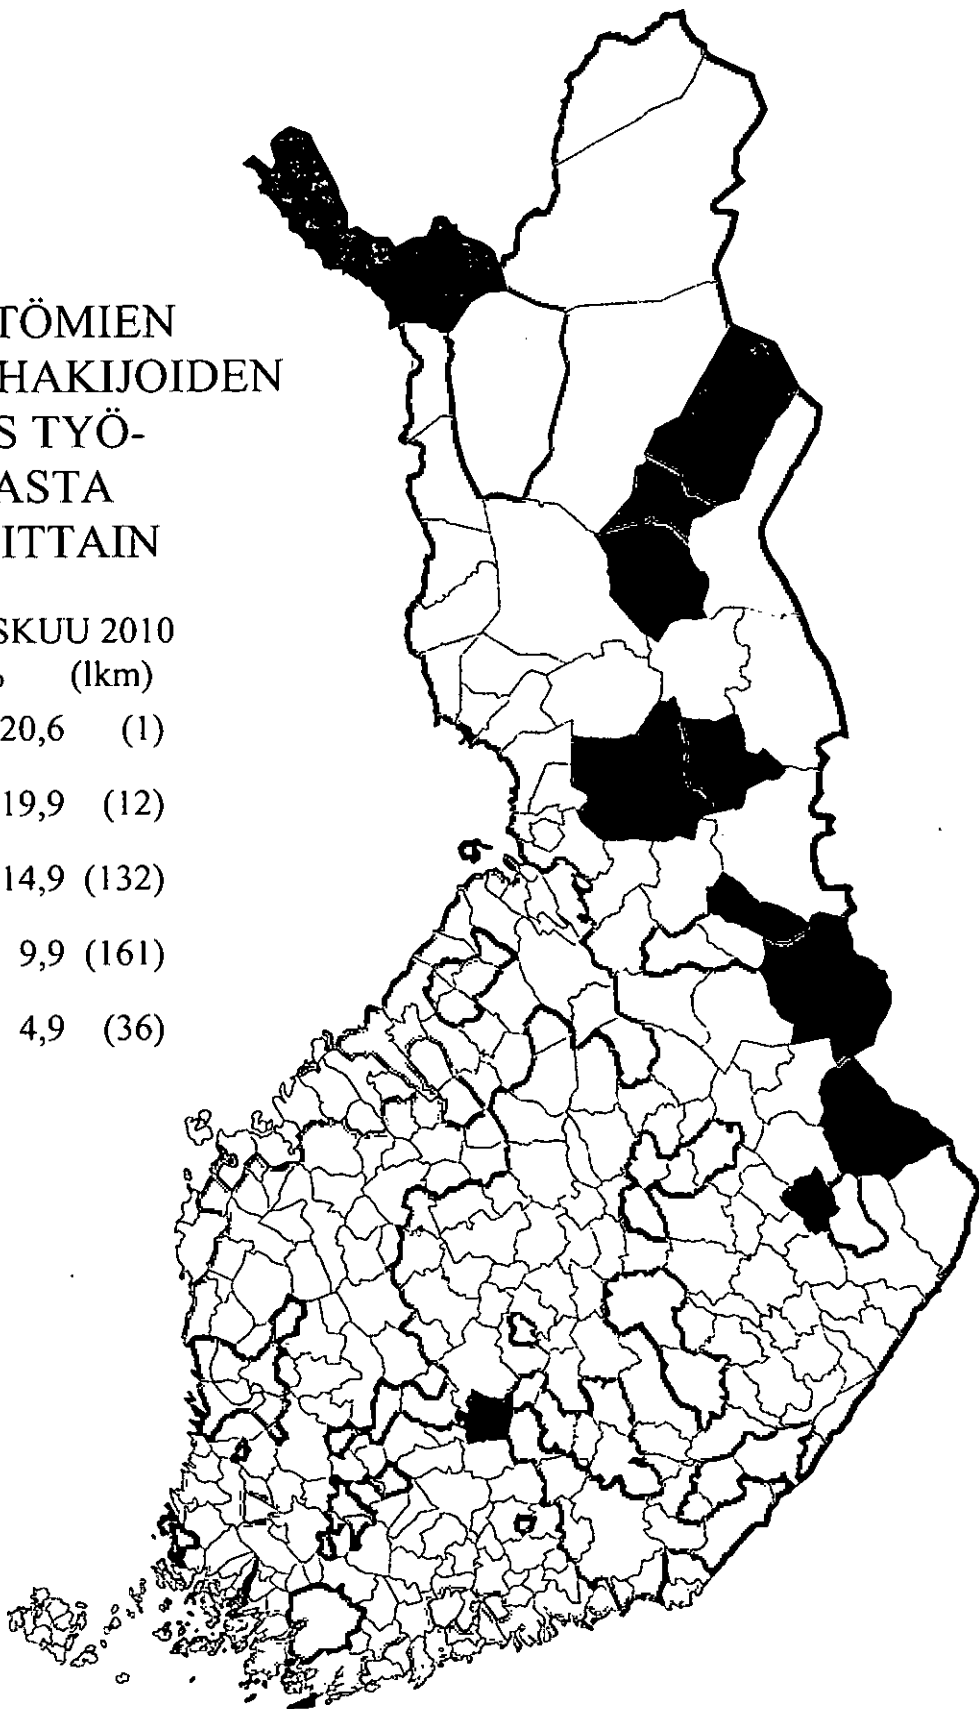 TÖMIEN
HAKIJOIDEN
S TYÖ-
ASTA
ITTAIN
SKUU 2010
(lkm)
20,6 (1)
19,9 (12)
14,9 (132)
9,9 (161)
4,9 (36)